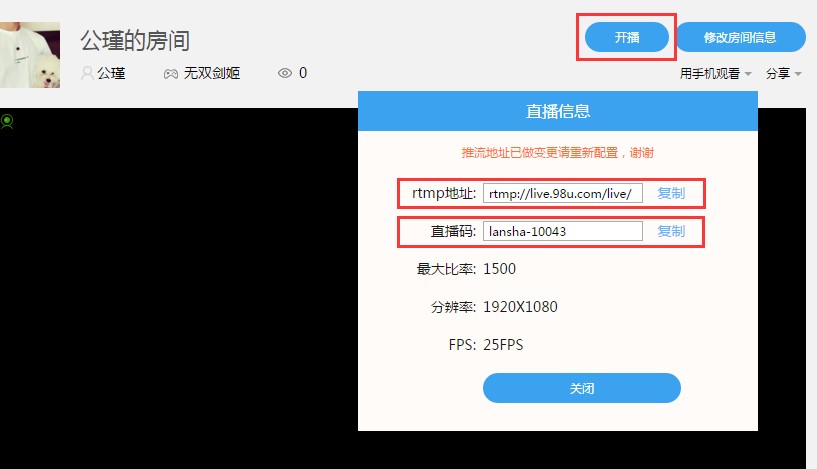 公瑾的房间
开播
修改房间信息
公瑾
无双剑姬
0
用手机观看
分享
直播信息
推流地址已做变更请重新配置，谢谢
rtmp地址: rtmp://live.98u.com/live/ 复制
直播码: lansha-10043 复制
最大比率: 1500
分辨率: 1920X1080
FPS: 25FPS
关闭